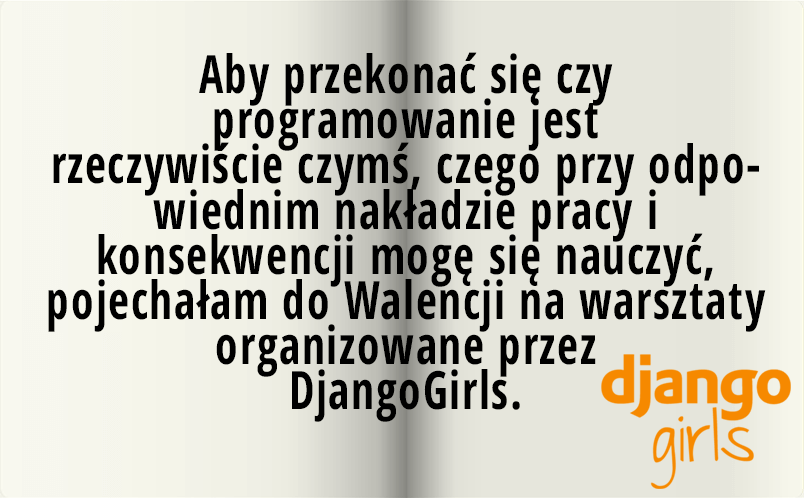 Aby przekonać się czy
programowanie jest
rzeczywiście czymś, czego przy odpo-
wiednim nakładzie pracy i
konsekwencji mogę się nauczyć,
pojechałam do Walencji na warsztaty
organizowane przez
DjangoGirls.
django
girls